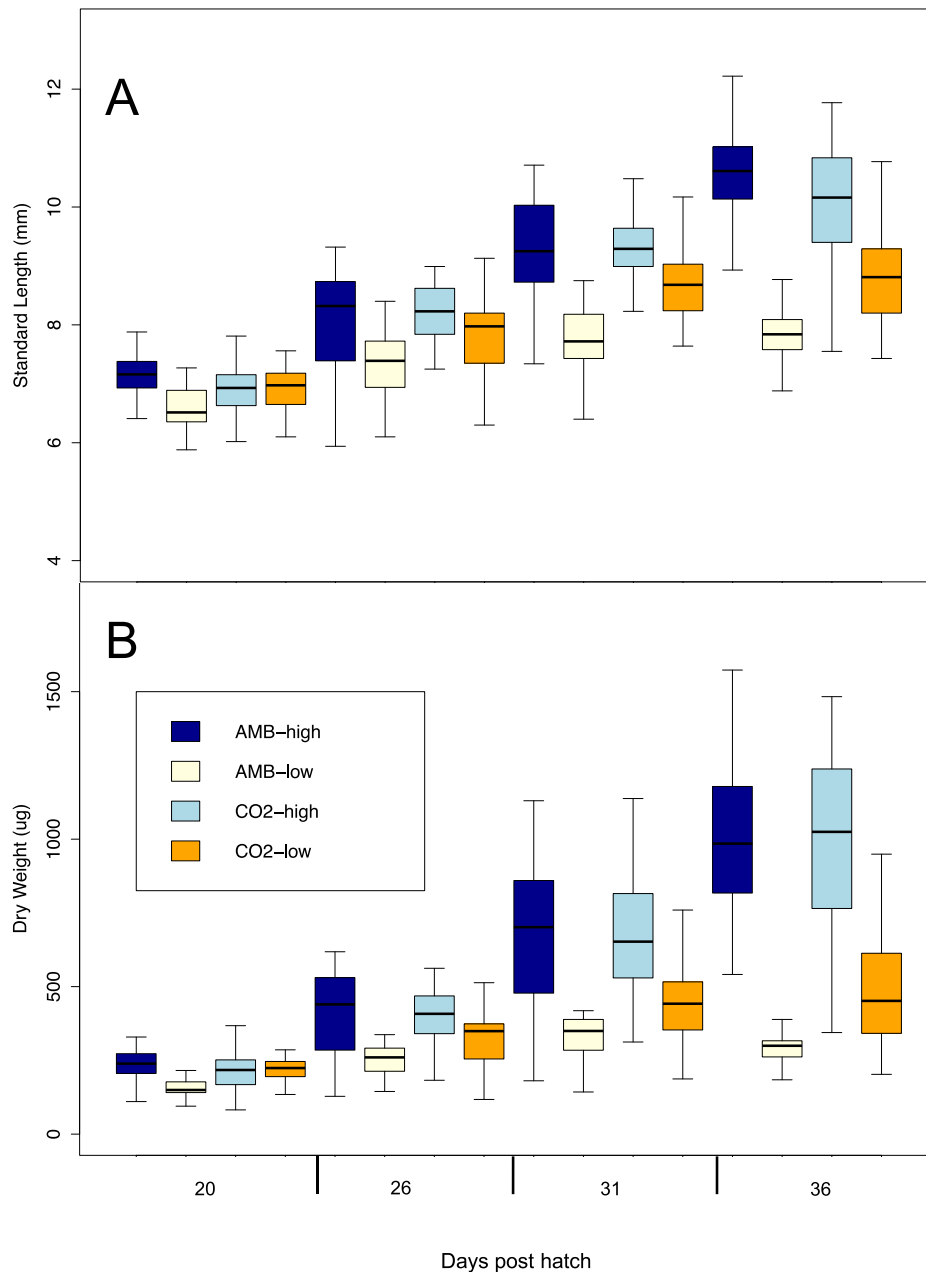 A
Standard Length (mm)
12
10
8
6
4
B
Dry Weight (ug)
1500
1000
500
0
AMB−high
AMB−low
CO2−high
CO2−low
20 26 31 36
Days post hatch